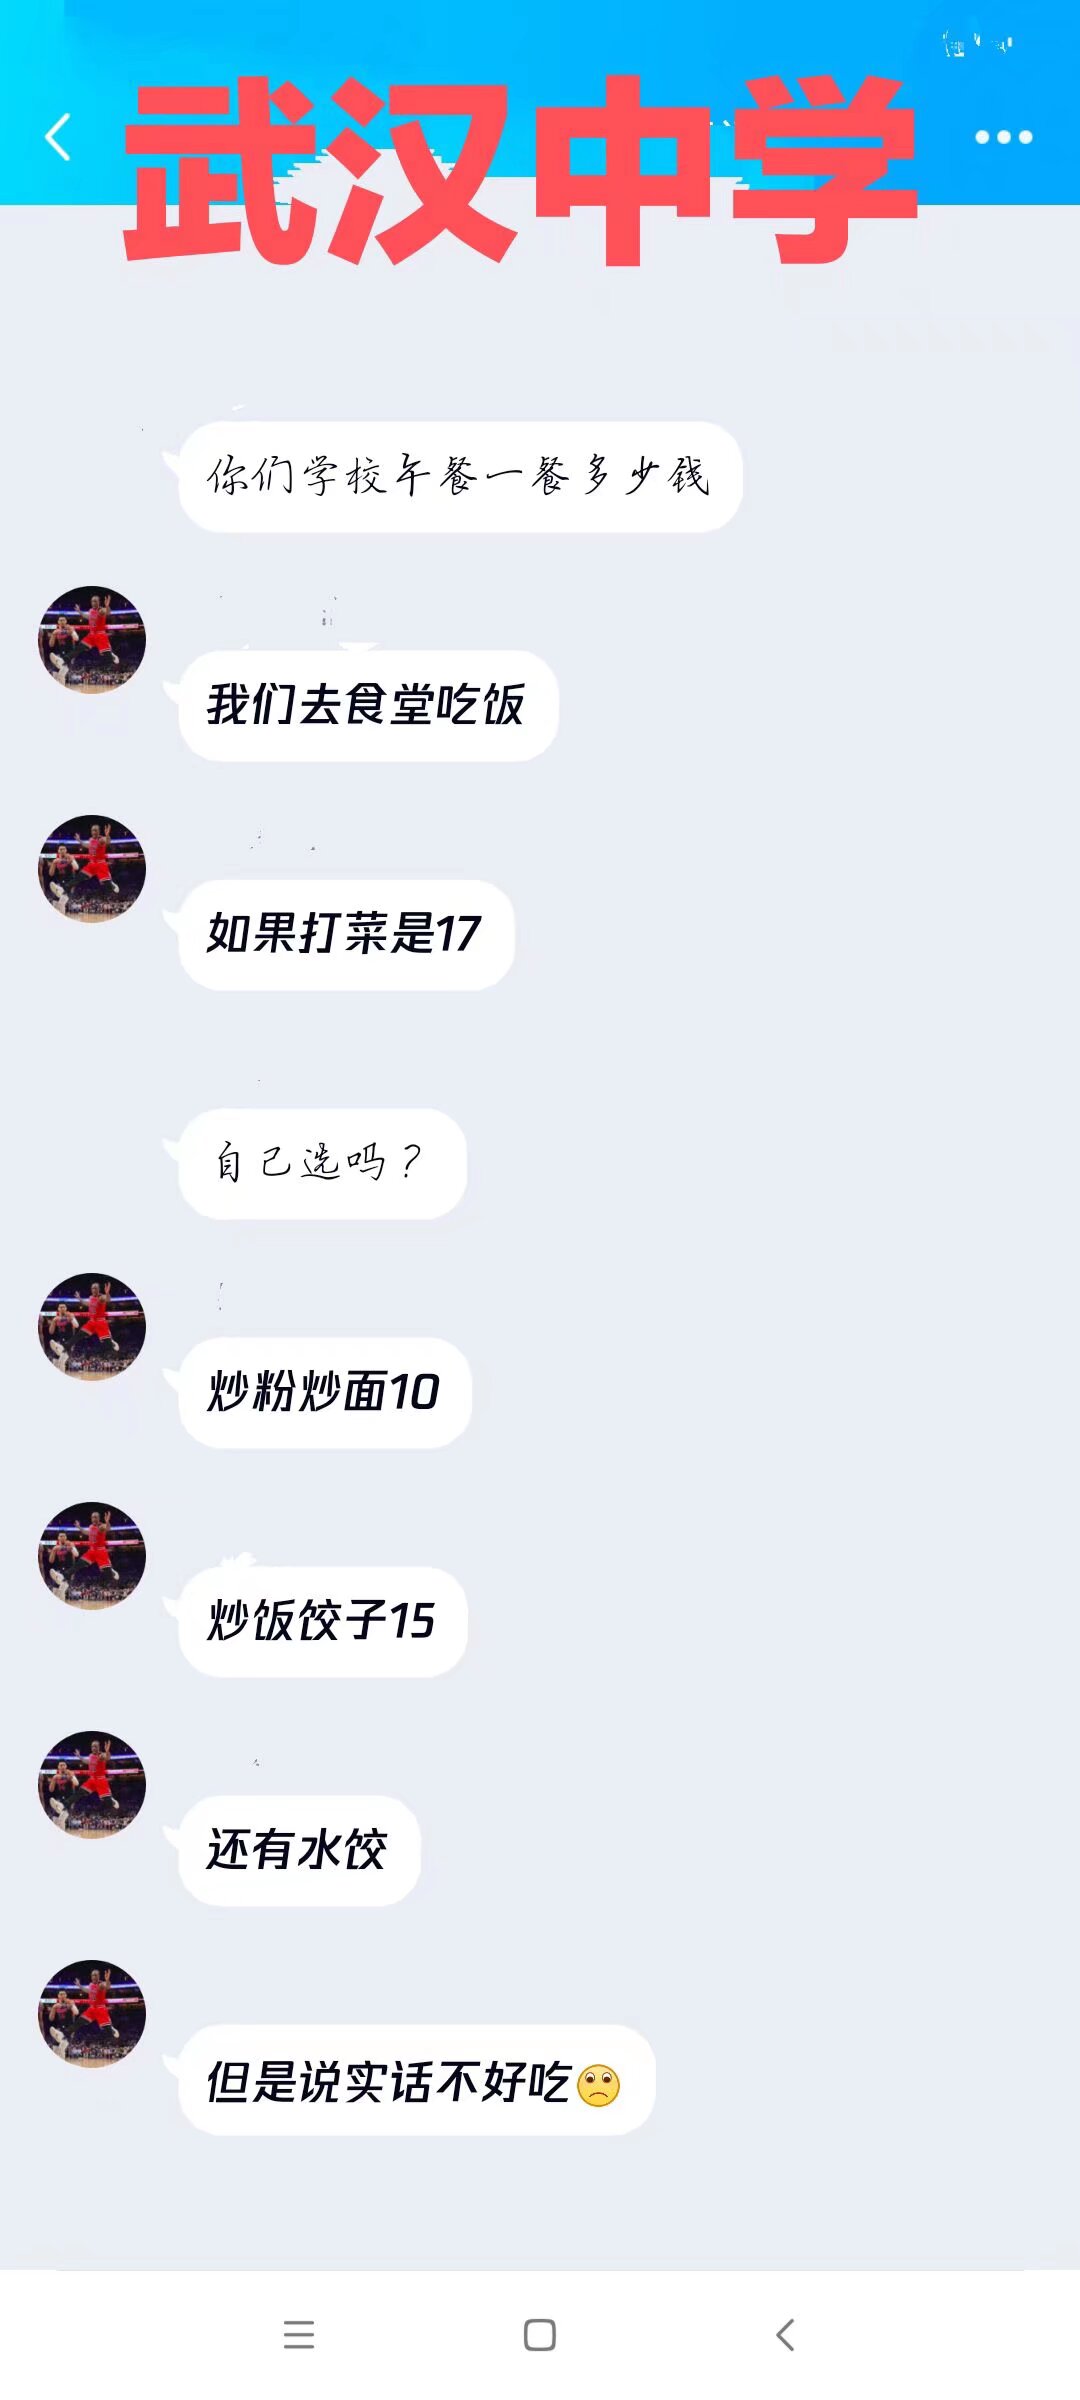 武汉中学
你们学校午餐一餐多少钱
我们去食堂吃饭
如果打菜是17
自己选吗？
炒粉炒面10
炒饭饺子15
还有水饺
但是说实话不好吃